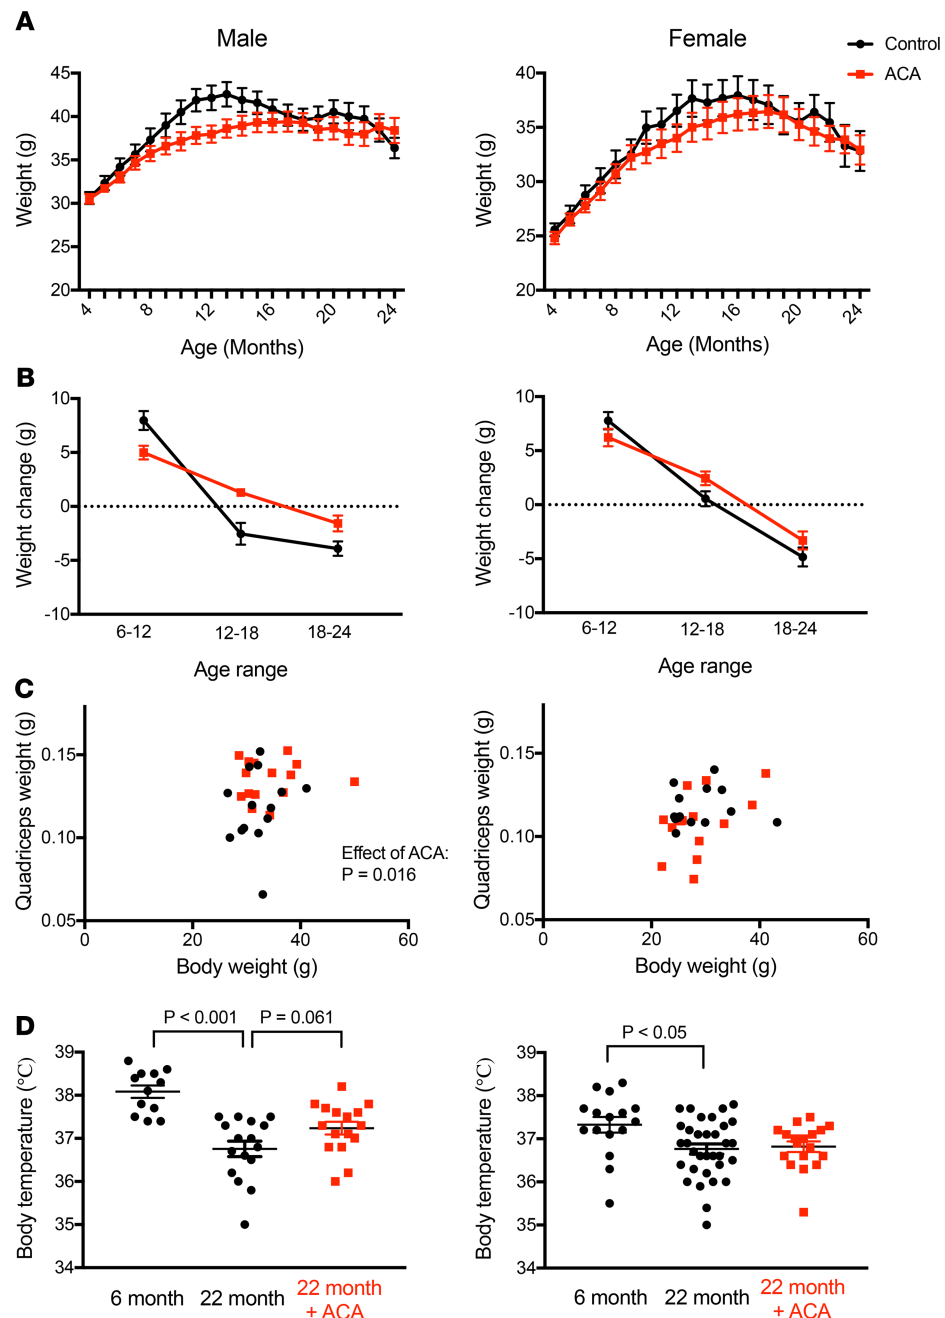 A
Male
Female
Control
ACA
Weight (g)
45
40
35
30
25
20
4
8
12
16
20
24
Age (Months)
Weight (g)
40
35
30
25
20
4
8
12
16
20
24
Age (Months)
B
Weight change (g)
10
5
0
-5
-10
6-12
12-18
18-24
Age range
Weight change (g)
10
5
0
-5
-10
6-12
12-18
18-24
Age range
C
Quadriceps weight (g)
0.15
0.10
0.05
0
20
40
60
Body weight (g)
Effect of ACA:
P = 0.016
Quadriceps weight (g)
0.15
0.10
0.05
0
20
40
60
Body weight (g)
D
P < 0.001
P = 0.061
Body temperature (°C)
39
38
37
36
35
34
6 month
22 month
22 month
+ ACA
P < 0.05
Body temperature (°C)
39
38
37
36
35
34
6 month
22 month
22 month
+ ACA